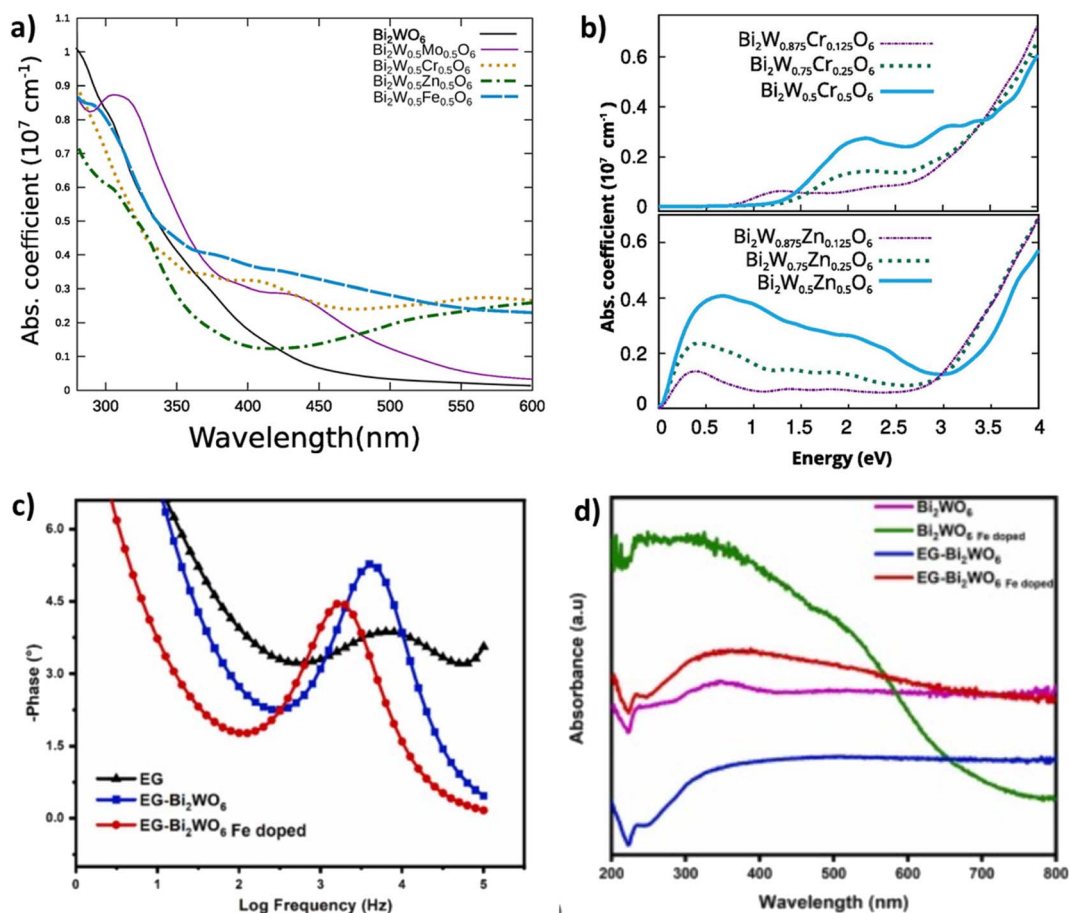 a)
1.1
1
0.9
0.8
0.7
0.6
0.5
0.4
0.3
0.2
0.1
0
Abs. coefficient (10⁷ cm⁻¹)
Bi₂WO₆
Bi₂W₀.₅Mo₀.₅O₆
Bi₂W₀.₅Cr₀.₅O₆
Bi₂W₀.₅Zn₀.₅O₆
Bi₂W₀.₅Fe₀.₅O₆
300 350 400 450 500 550 600
Wavelength(nm)
b)
0.6
0.4
0.2
0
Bi₂W₀.₈₇₅Cr₀.₁₂₅O₆
Bi₂W₀.₇₅Cr₀.₂₅O₆
Bi₂W₀.₅Cr₀.₅O₆
Abs. coefficient (10⁷ cm⁻¹)
0.6
0.4
0.2
0
Bi₂W₀.₈₇₅Zn₀.₁₂₅O₆
Bi₂W₀.₇₅Zn₀.₂₅O₆
Bi₂W₀.₅Zn₀.₅O₆
0 0.5 1 1.5 2 2.5 3 3.5 4
Energy (eV)
c)
6.0
4.5
3.0
1.5
0.0
-Phase (°)
EG
EG-Bi₂WO₆
EG-Bi₂WO₆ Fe doped
0 1 2 3 4 5
Log Frequency (Hz)
d)
Absorbance (a.u)
Bi₂WO₆
Bi₂WO₆ Fe doped
EG-Bi₂WO₆
EG-Bi₂WO₆ Fe doped
200 300 400 500 600 700 800
Wavelength (nm)